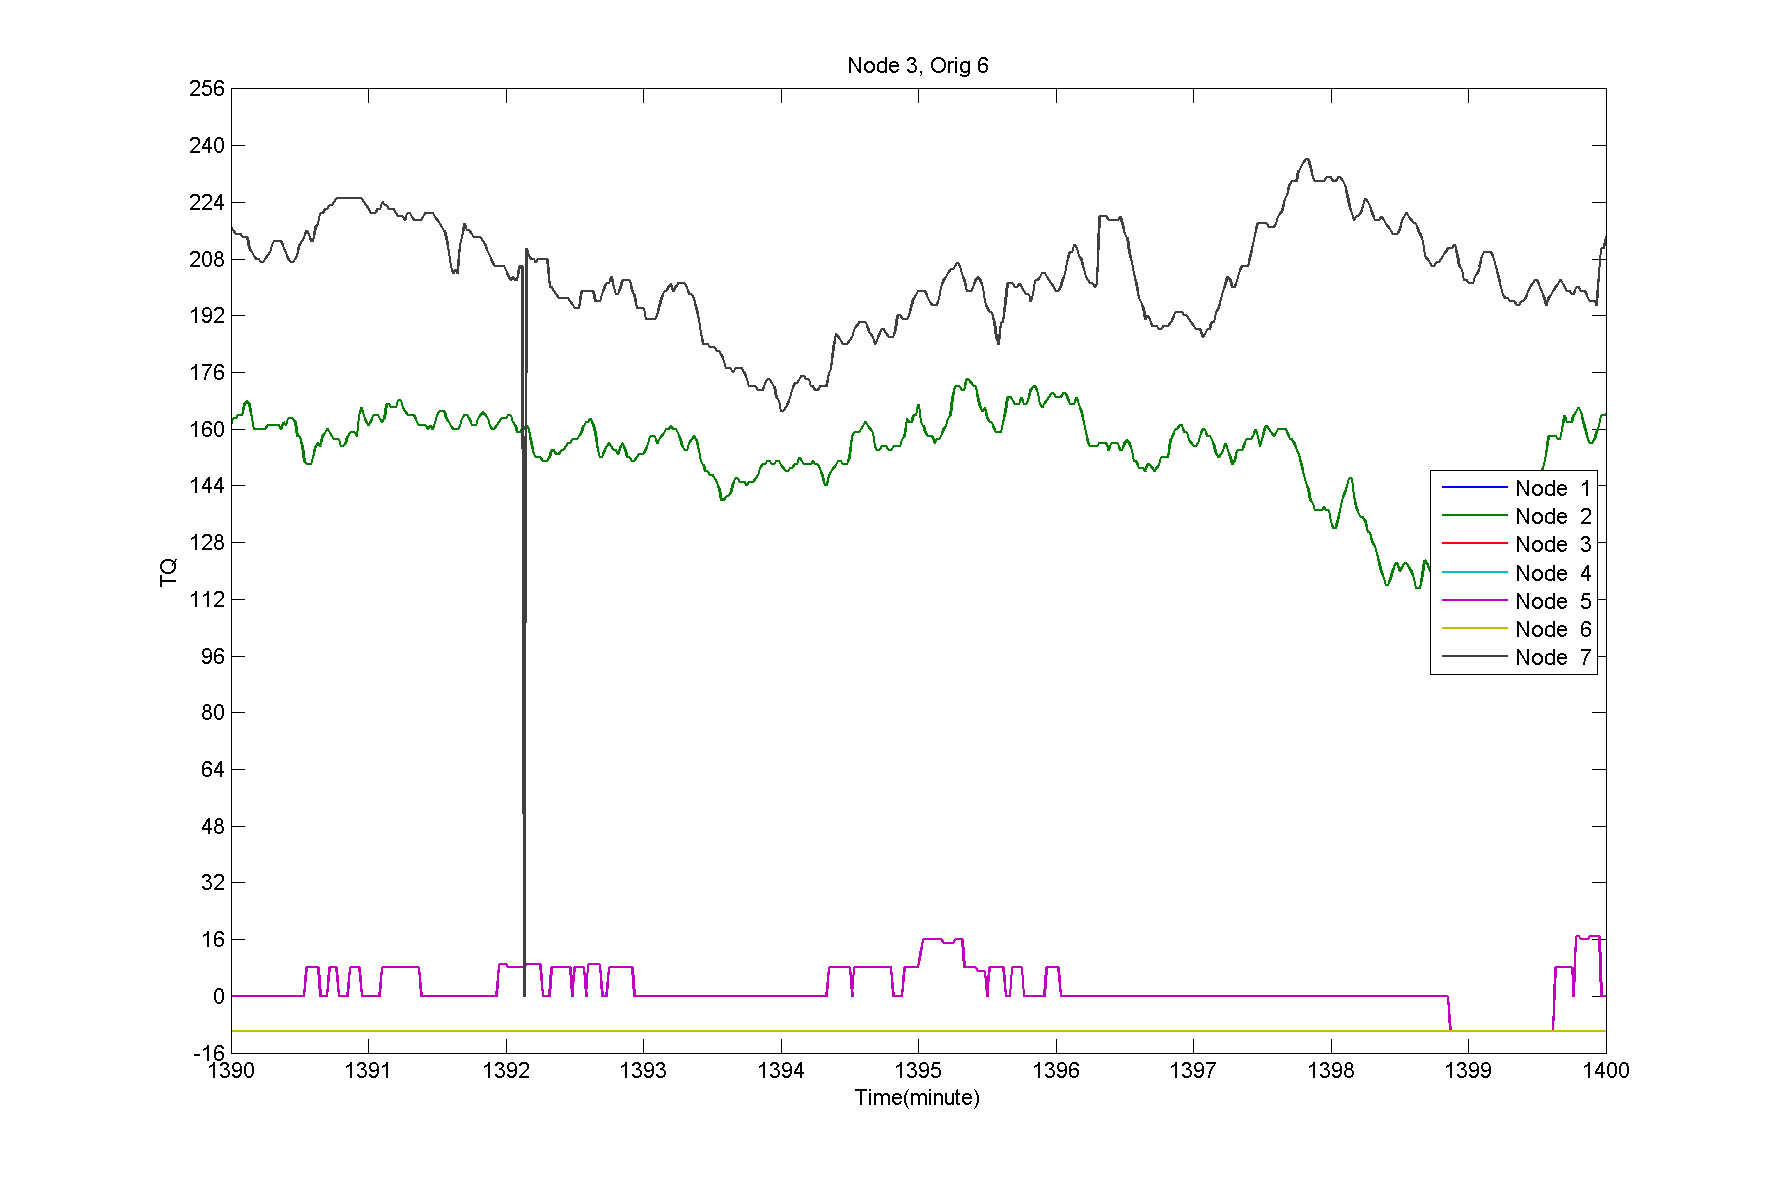 Node 3, Orig 6
256
240
224
208
192
176
160
144
128
112
96
80
64
48
32
16
0
-16
TQ
Node 1
Node 2
Node 3
Node 4
Node 5
Node 6
Node 7
1390 1391 1392 1393 1394 1395 1396 1397 1398 1399 1400
Time(minute)